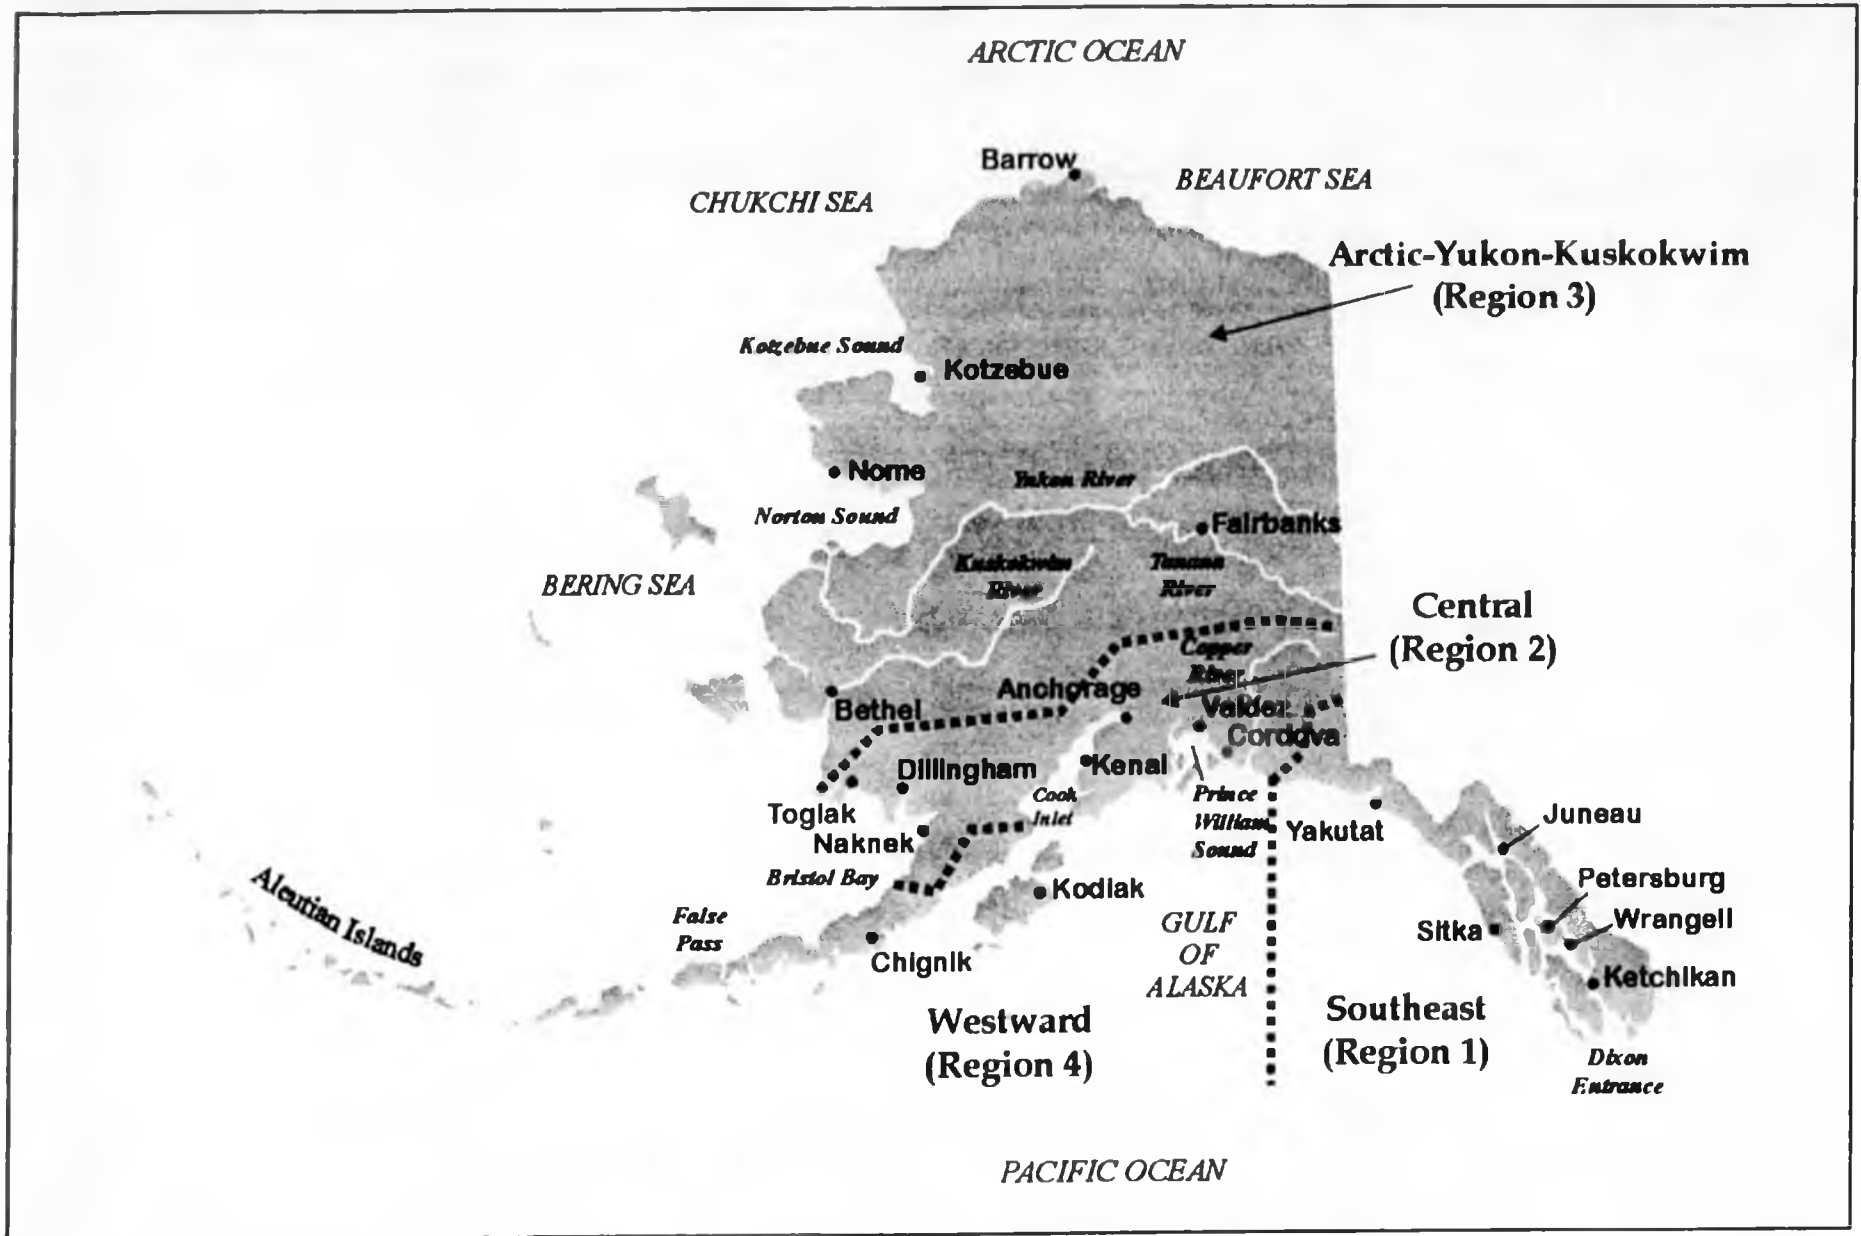 ARCTIC OCEAN
Barrow
BEAUFORT SEA
CHUKCHI SEA
Arctic-Yukon-Kuskokwim
(Region 3)
Kotzebue Sound
Kotzebue
Nome
Yukon River
Norton Sound
Fairbanks
Kuskokwim
River
Tanana
River
BERING SEA
Central
(Region 2)
Copper
River
Anchorage
Bethel
Valdez
Cordova
Dillingham
Kenai
Cook
Inlet
Prince
William
Sound
Togiak
Naknek
Yakutat
Juneau
Bristol Bay
Kodiak
Petersburg
Aleutian Islands
False
Pass
GULF
OF
ALASKA
Wrangell
Sitka
Chignik
Ketchikan
Westward
(Region 4)
Southeast
(Region 1)
Dixon
Entrance
PACIFIC OCEAN